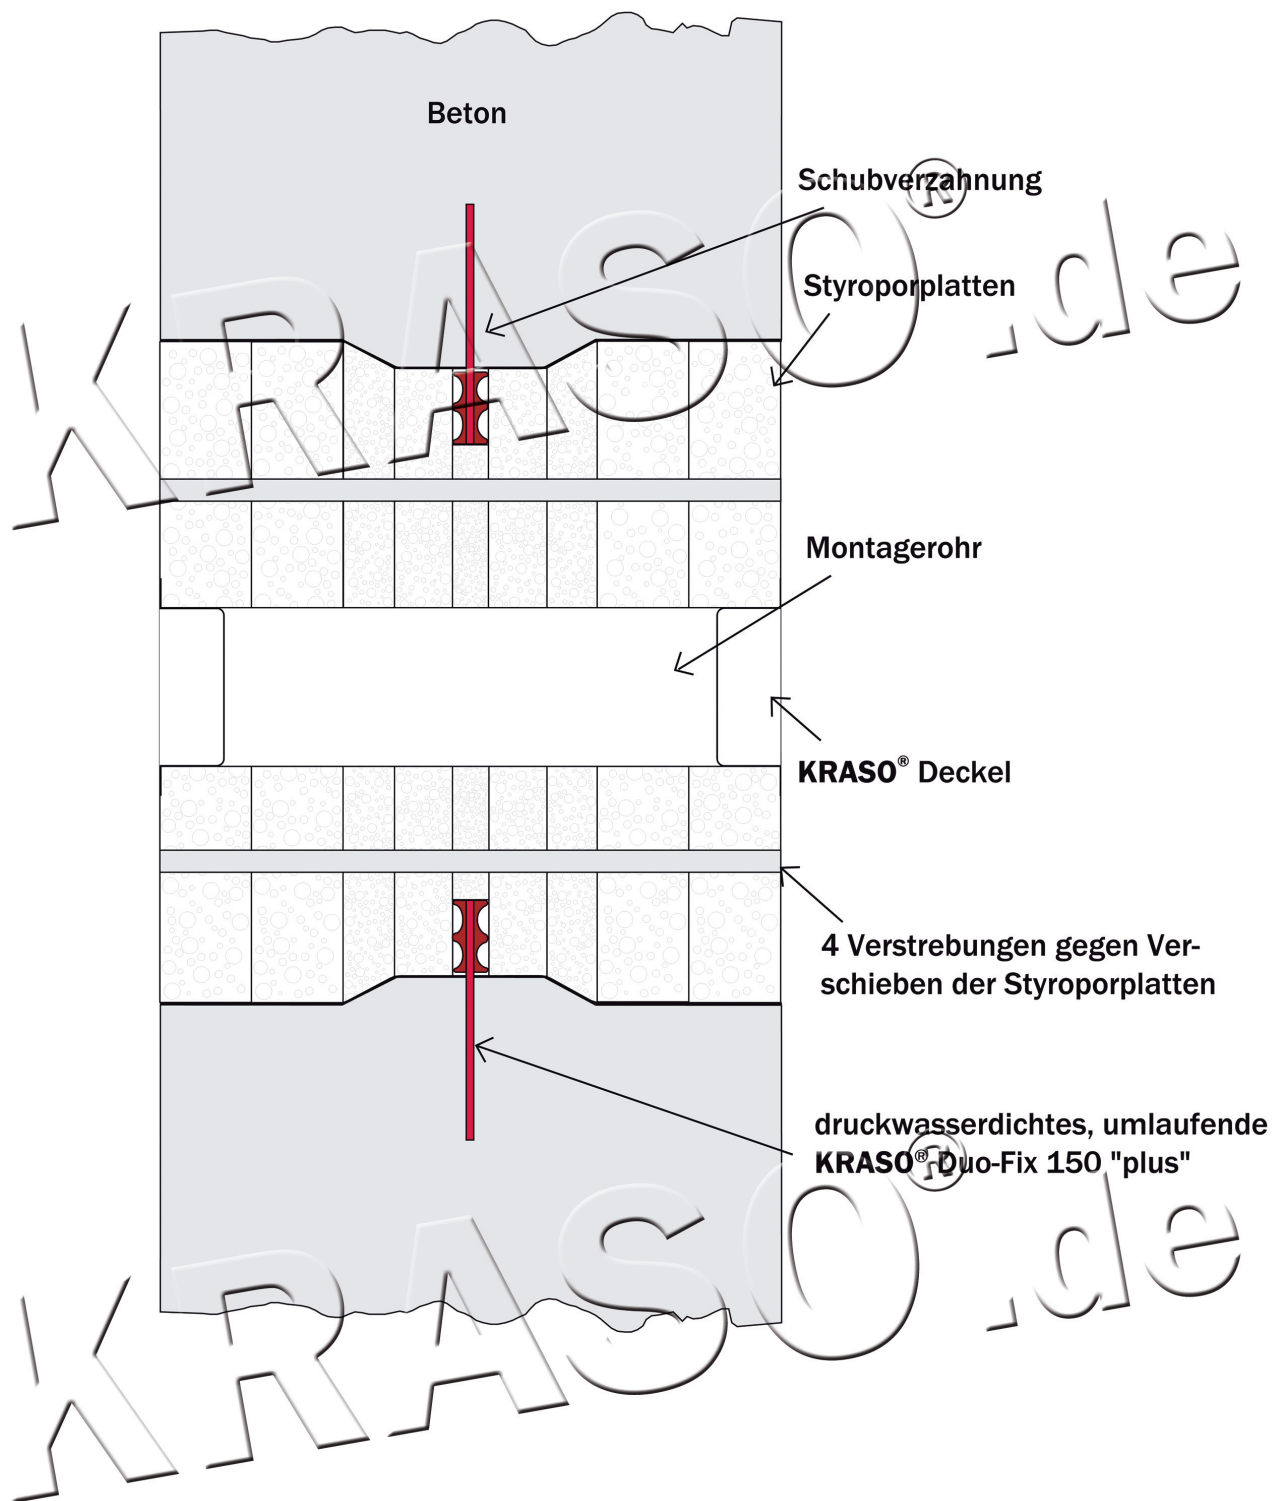 Beton
Schubverzahnung
Styroporplatten
Montagerohr
KRASO® Deckel
4 Verstrebungen gegen Ver-
schieben der Styroporplatten
druckwasserdichtes, umlaufende
KRASO® Duo-Fix 150 "plus"
KRASO®.de
KRASO®.de